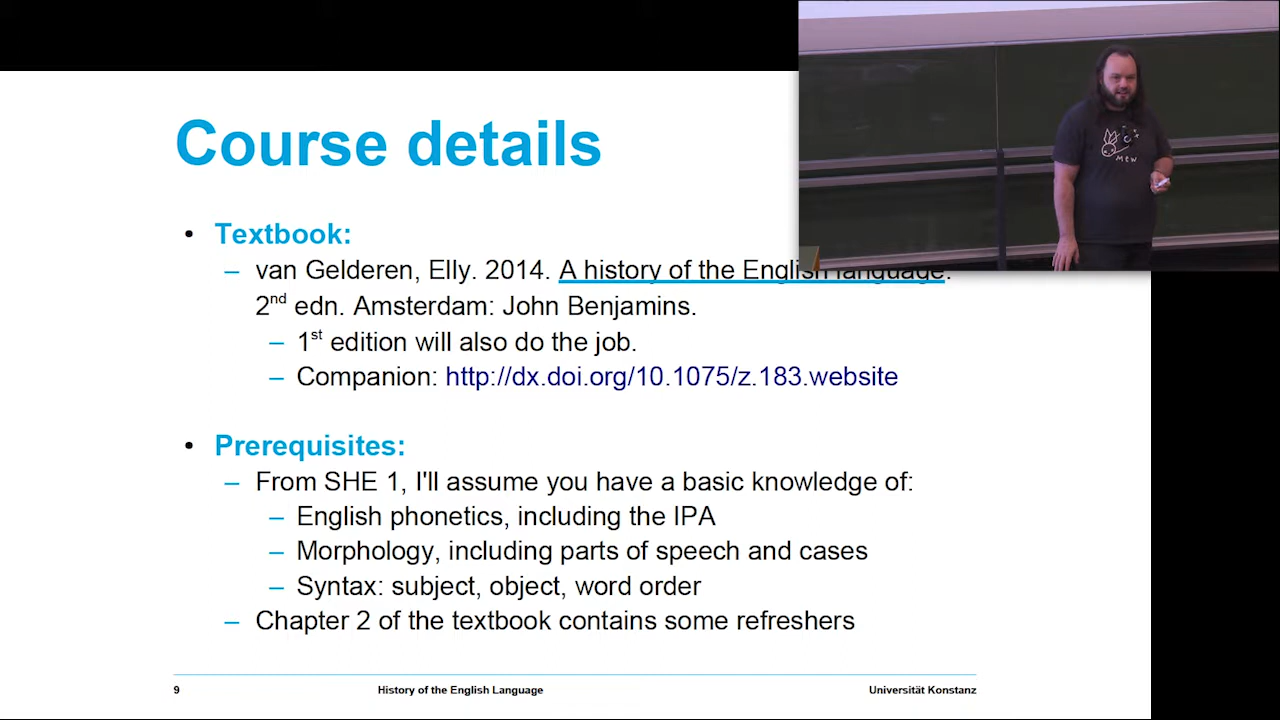 Course details
• Textbook:
– van Gelderen, Elly. 2014. A history of the English language.
2nd edn. Amsterdam: John Benjamins.
– 1st edition will also do the job.
– Companion: http://dx.doi.org/10.1075/z.183.website
• Prerequisites:
– From SHE 1, I'll assume you have a basic knowledge of:
– English phonetics, including the IPA
– Morphology, including parts of speech and cases
– Syntax: subject, object, word order
– Chapter 2 of the textbook contains some refreshers
9 History of the English Language Universität Konstanz
MEW